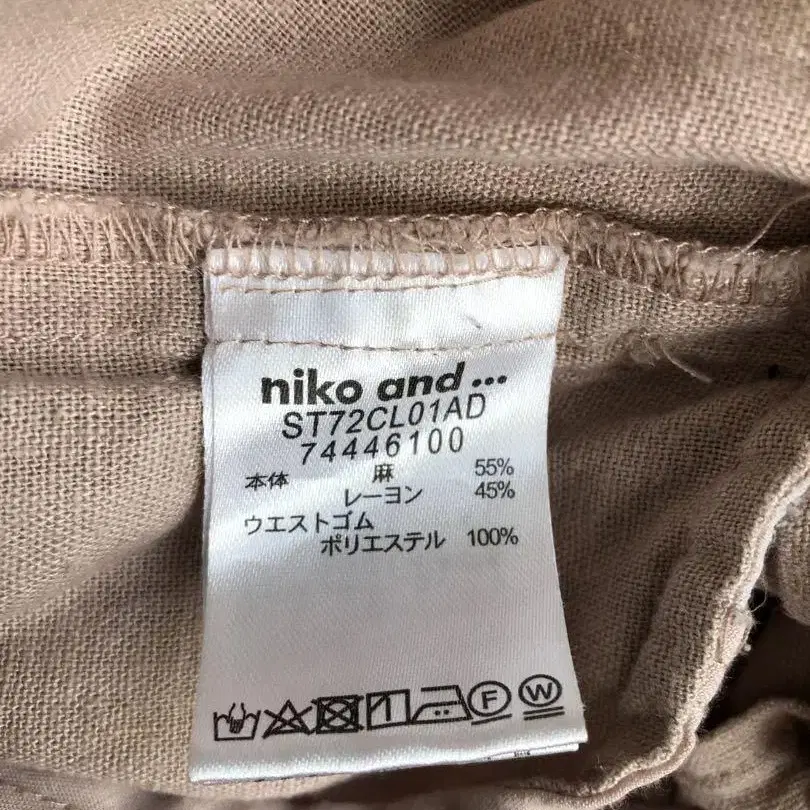 niko and ...
ST72CL01AD
74446100
本体 麻 55%
レーヨン 45%
ウエストゴム
ポリエステル 100%
F W